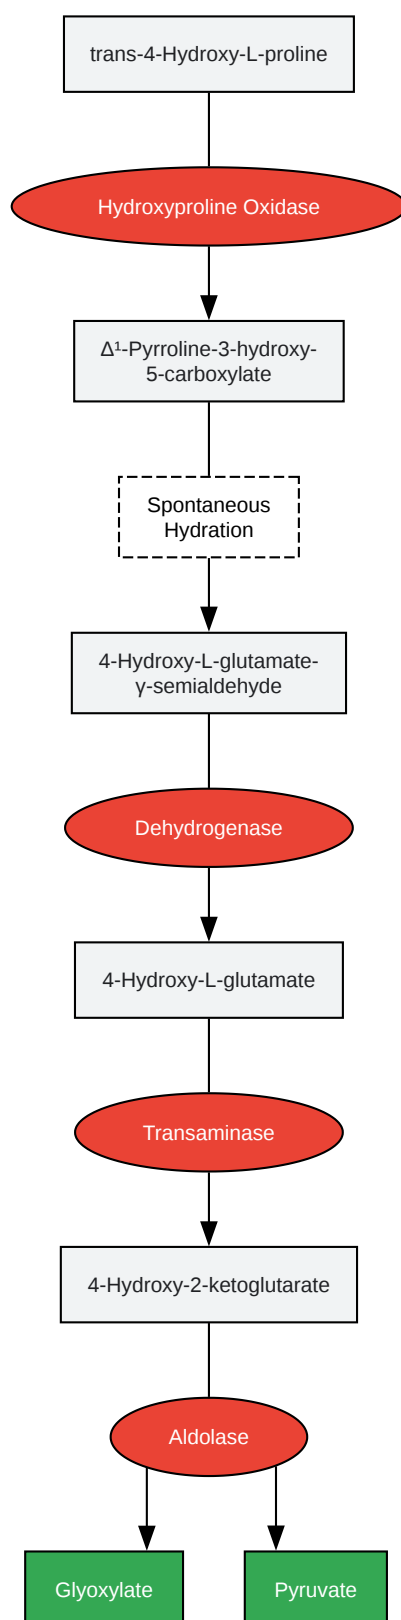 trans-4-Hydroxy-L-proline
Hydroxyproline Oxidase
Δ¹-Pyrroline-3-hydroxy-
5-carboxylate
Spontaneous
Hydration
4-Hydroxy-L-glutamate-
γ-semialdehyde
Dehydrogenase
4-Hydroxy-L-glutamate
Transaminase
4-Hydroxy-2-ketoglutarate
Aldolase
Glyoxylate
Pyruvate